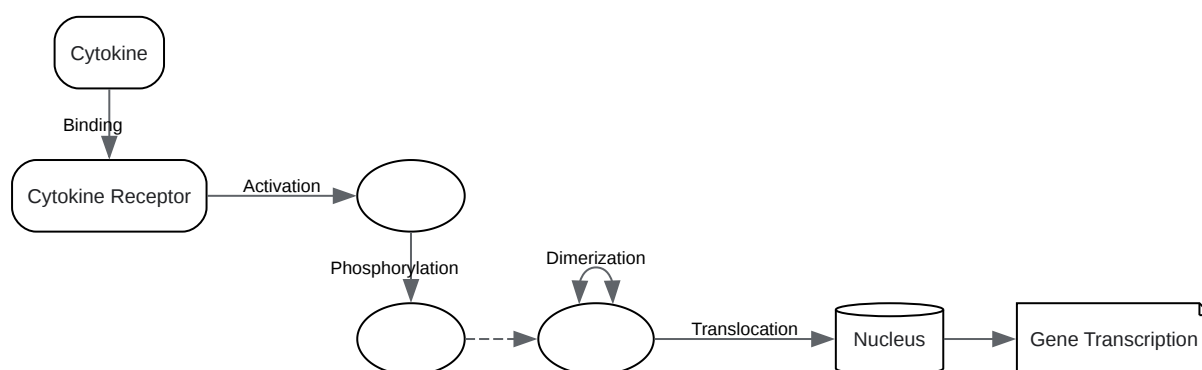 Cytokine
Binding
Cytokine Receptor
Activation
Phosphorylation
Dimerization
Translocation
Nucleus
Gene Transcription